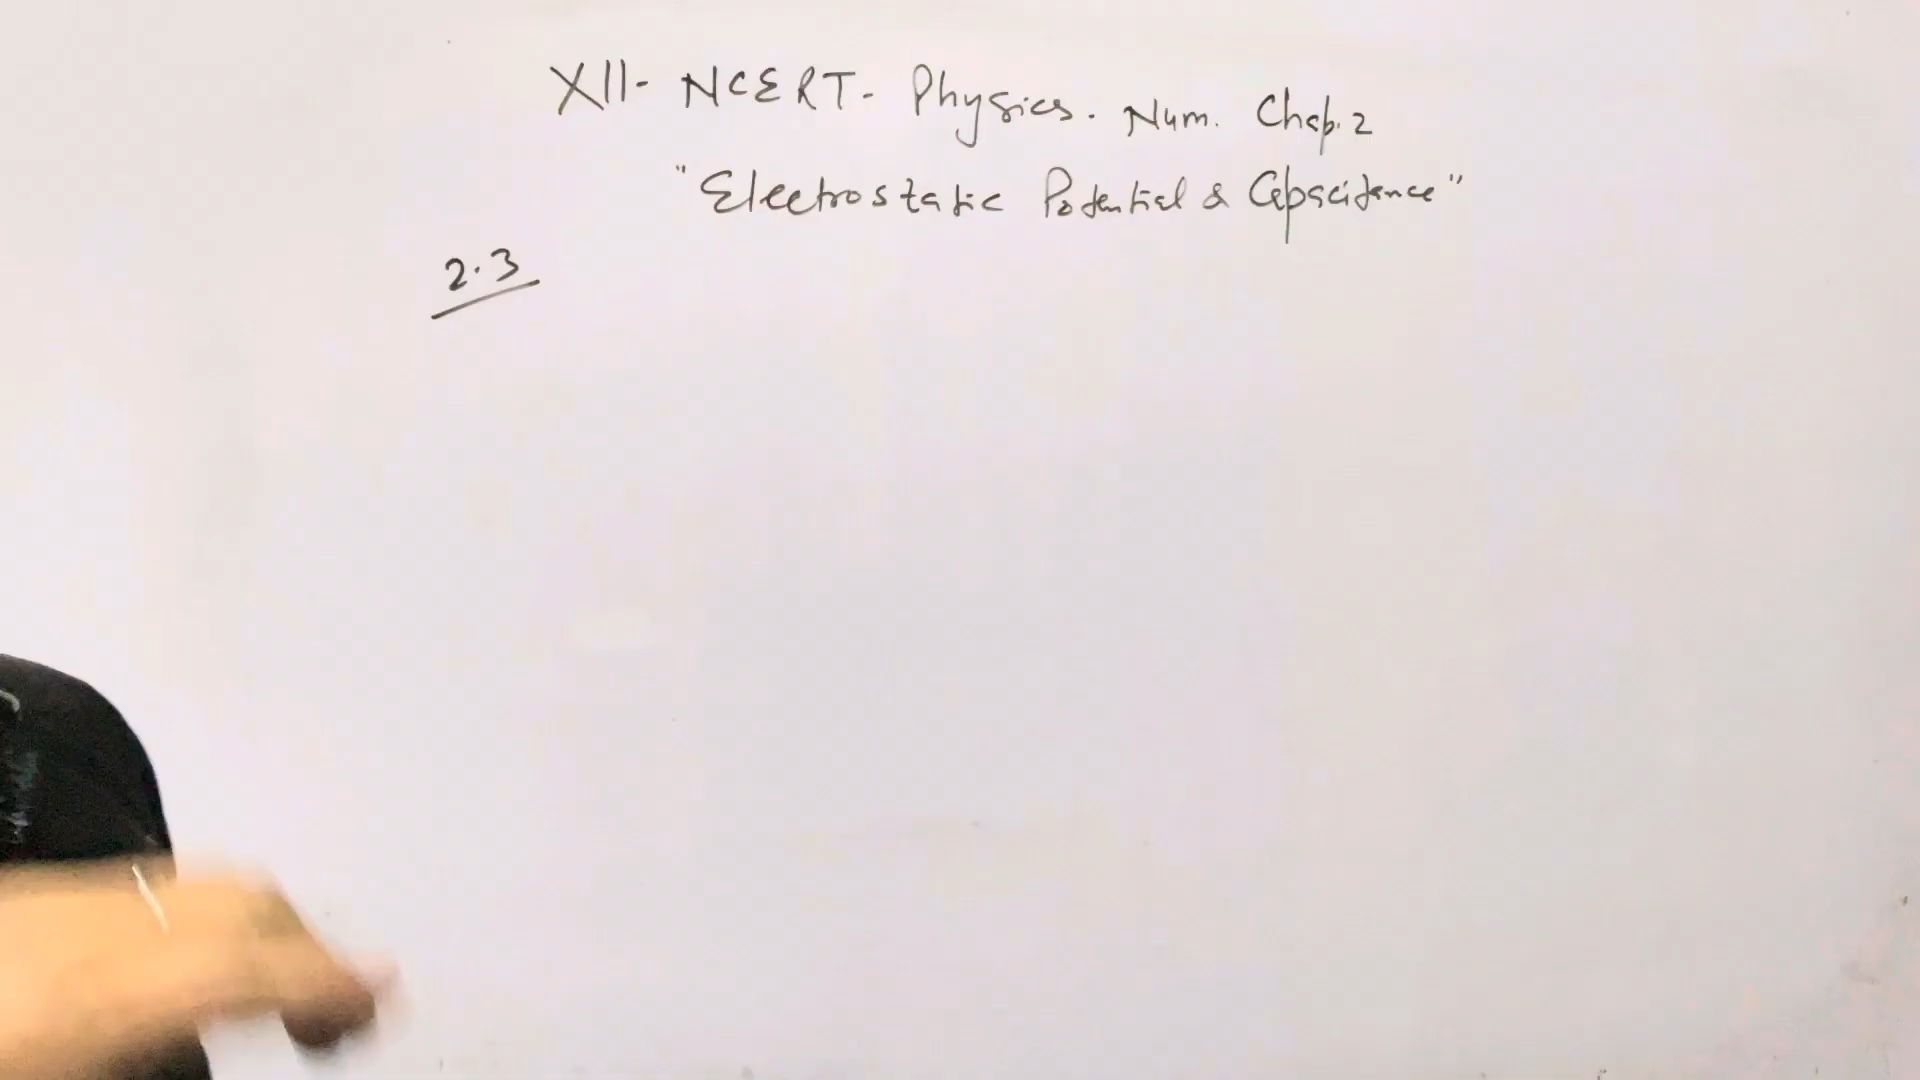 XII- NCERT- Physics. Num. Chap. 2
"Electrostatic Potential & Capacitance"
2.3